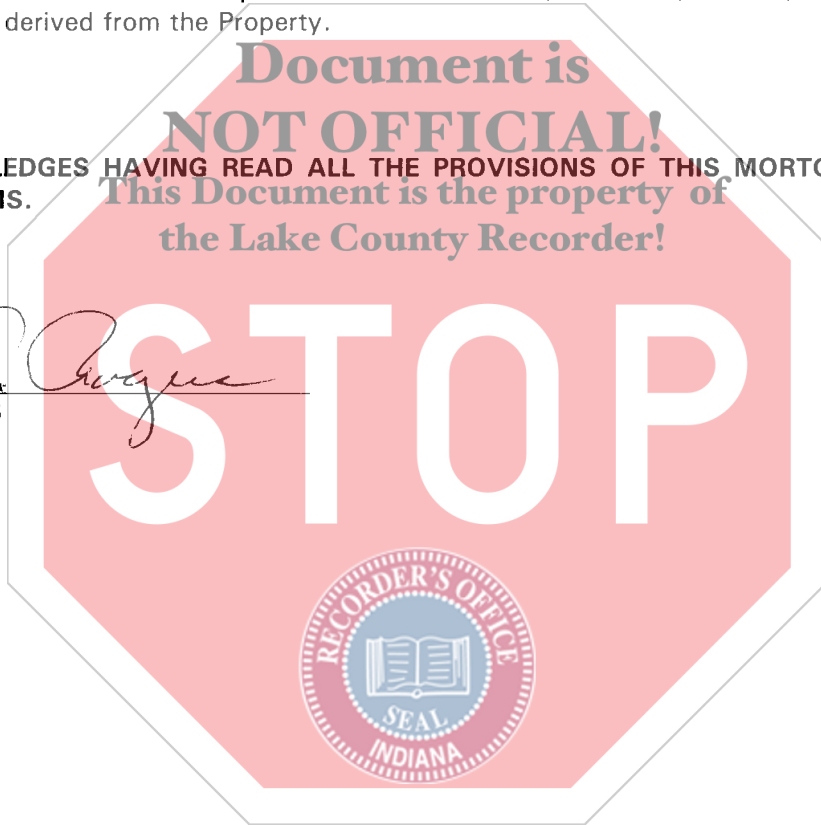 derived from the Property.
Document is
NOT OFFICIAL!
LEDGES HAVING READ ALL THE PROVISIONS OF THIS MORTG
This Document is the property of
IS.
the Lake County Recorder!
STOP
RECORDER'S OFFICE
SEAL
INDIANA